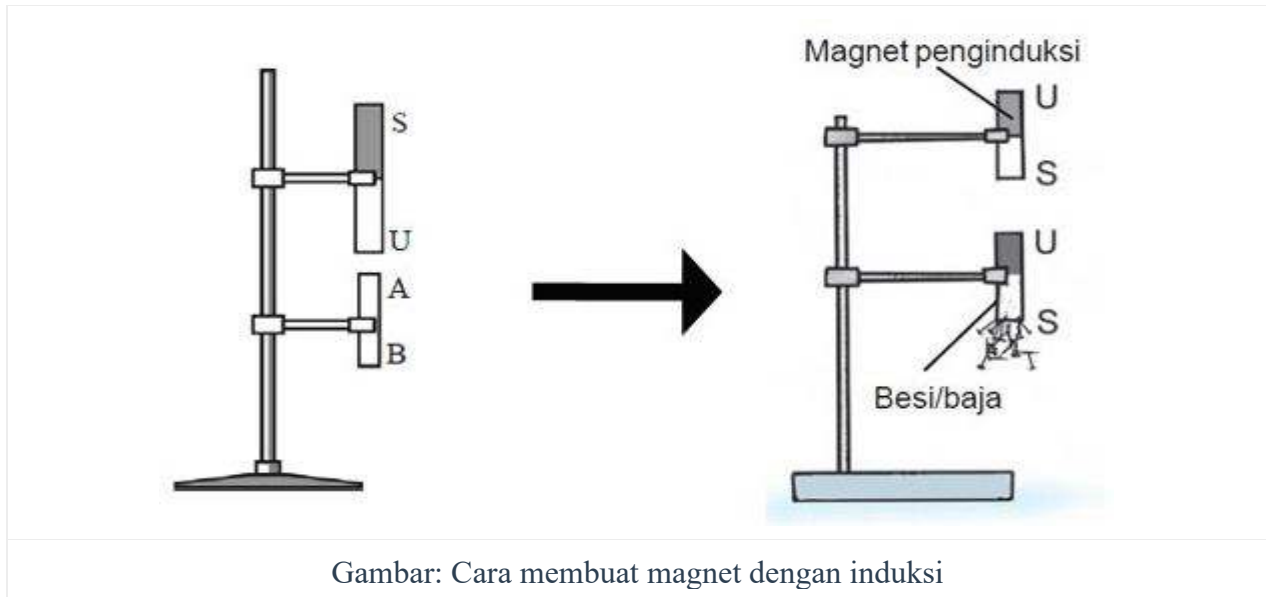 S
U
A
B
Magnet penginduksi
U
S
U
S
Besi/baja
Gambar: Cara membuat magnet dengan induksi